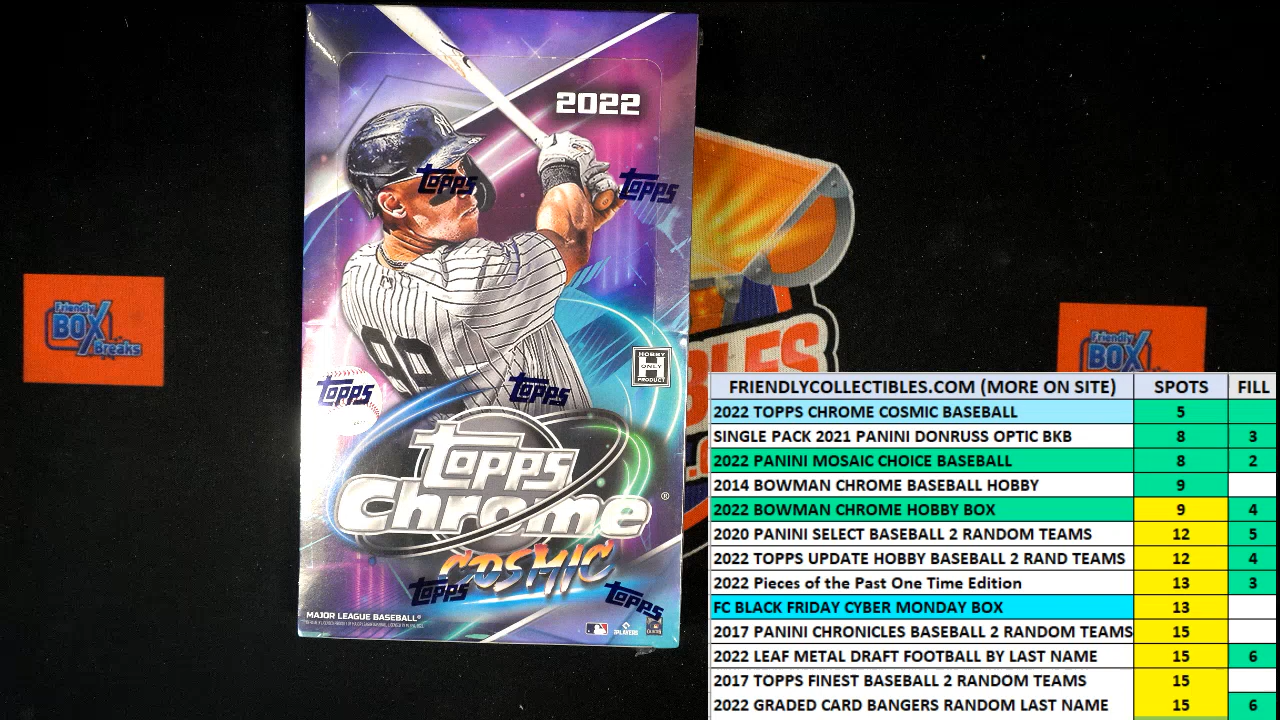 2022
Topps
Topps
99
HOBBY
ONLY
H
PRODUCT
Topps
Topps
Topps
Chrome®
COSMIC
Topps
Topps
MAJOR LEAGUE BASEBALL®
MLB PLAYERS
Friendly
BOX
Breaks
Friendly
BOX
BLES
FRIENDLYCOLLECTIBLES.COM (MORE ON SITE) SPOTS FILL
2022 TOPPS CHROME COSMIC BASEBALL 5
SINGLE PACK 2021 PANINI DONRUSS OPTIC BKB 8 3
2022 PANINI MOSAIC CHOICE BASEBALL 8 2
2014 BOWMAN CHROME BASEBALL HOBBY 9
2022 BOWMAN CHROME HOBBY BOX 9 4
2020 PANINI SELECT BASEBALL 2 RANDOM TEAMS 12 5
2022 TOPPS UPDATE HOBBY BASEBALL 2 RAND TEAMS 12 4
2022 Pieces of the Past One Time Edition 13 3
FC BLACK FRIDAY CYBER MONDAY BOX 13
2017 PANINI CHRONICLES BASEBALL 2 RANDOM TEAMS 15
2022 LEAF METAL DRAFT FOOTBALL BY LAST NAME 15 6
2017 TOPPS FINEST BASEBALL 2 RANDOM TEAMS 15
2022 GRADED CARD BANGERS RANDOM LAST NAME 15 6